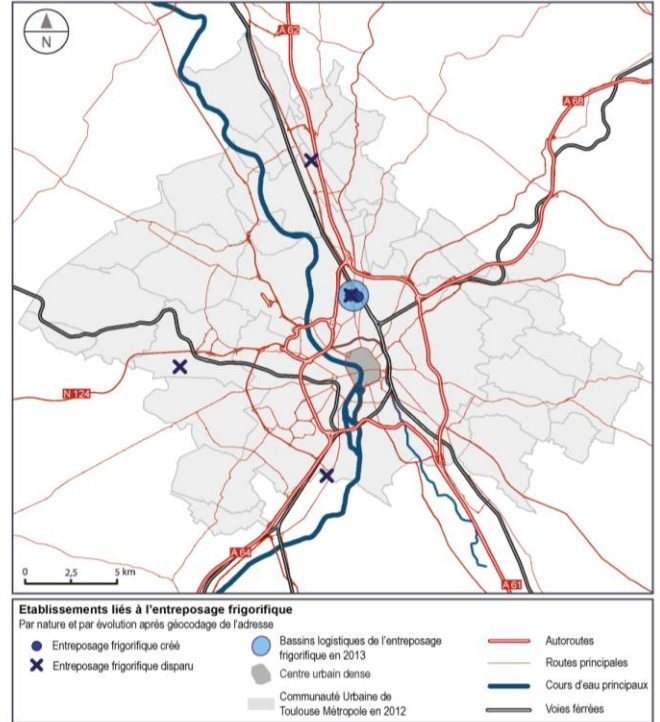 N
A 62
A 68
N 124
A 64
A 61
0 2,5 5 km
Etablissements liés à l'entreposage frigorifique
Par nature et par évolution après géocodage de l'adresse
Entreposage frigorifique créé
Entreposage frigorifique disparu
Bassins logistiques de l'entreposage
frigorifique en 2013
Centre urbain dense
Communauté Urbaine de
Toulouse Métropole en 2012
Autoroutes
Routes principales
Cours d'eau principaux
Voies férrées